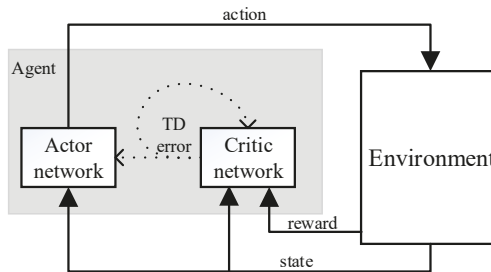 action
Agent
TD
error
Actor
network
Critic
network
Environment
reward
state